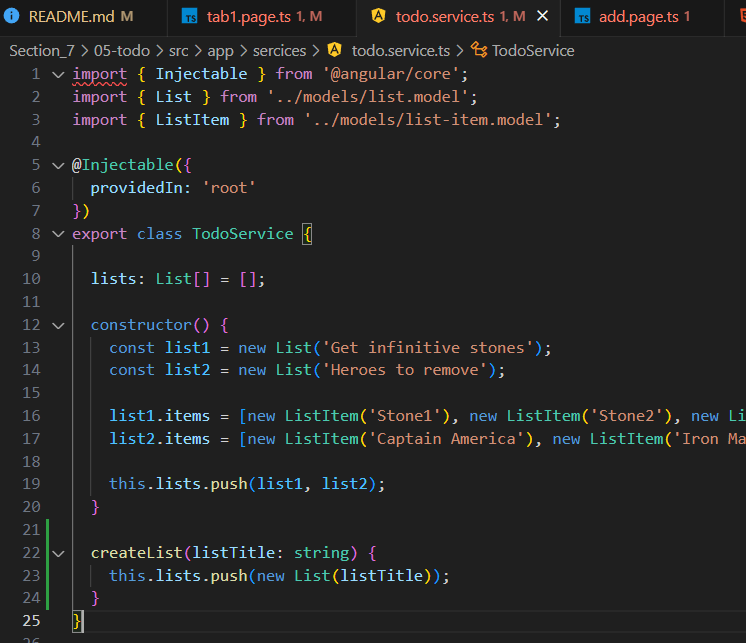 README.md M tab1.page.ts 1, M todo.service.ts 1, M add.page.ts 1
Section_7 > 05-todo > src > app > sercices > todo.service.ts > TodoService
1 import { Injectable } from '@angular/core';
2 import { List } from '../models/list.model';
3 import { ListItem } from '../models/list-item.model';
4
5 @Injectable({
6 providedIn: 'root'
7 })
8 export class TodoService {
9
10 lists: List[] = [];
11
12 constructor() {
13 const list1 = new List('Get infinitive stones');
14 const list2 = new List('Heroes to remove');
15
16 list1.items = [new ListItem('Stone1'), new ListItem('Stone2'), new Li
17 list2.items = [new ListItem('Captain America'), new ListItem('Iron Ma
18
19 this.lists.push(list1, list2);
20 }
21
22 createList(listTitle: string) {
23 this.lists.push(new List(listTitle));
24 }
25 }